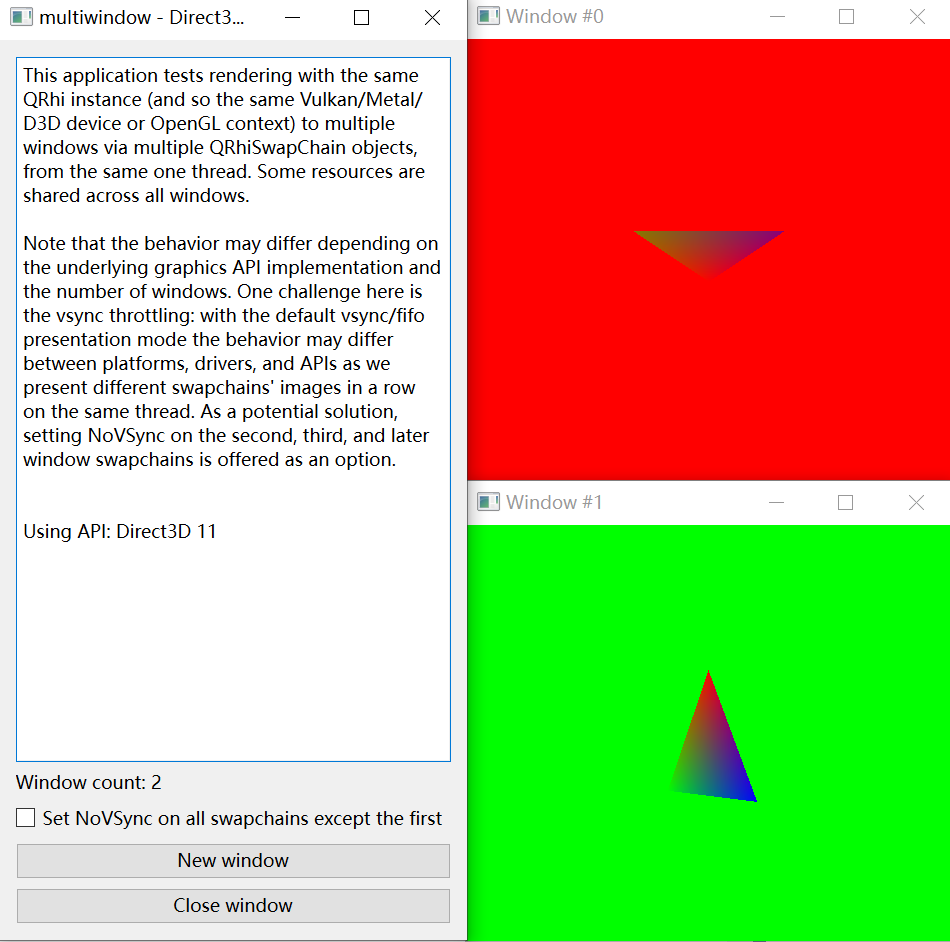 multiwindow - Direct3...
This application tests rendering with the same
QRhi instance (and so the same Vulkan/Metal/
D3D device or OpenGL context) to multiple
windows via multiple QRhiSwapChain objects,
from the same one thread. Some resources are
shared across all windows.
Note that the behavior may differ depending on
the underlying graphics API implementation and
the number of windows. One challenge here is
the vsync throttling: with the default vsync/fifo
presentation mode the behavior may differ
between platforms, drivers, and APIs as we
present different swapchains' images in a row
on the same thread. As a potential solution,
setting NoVSync on the second, third, and later
window swapchains is offered as an option.
Using API: Direct3D 11
Window count: 2
Set NoVSync on all swapchains except the first
New window
Close window
Window #0
Window #1